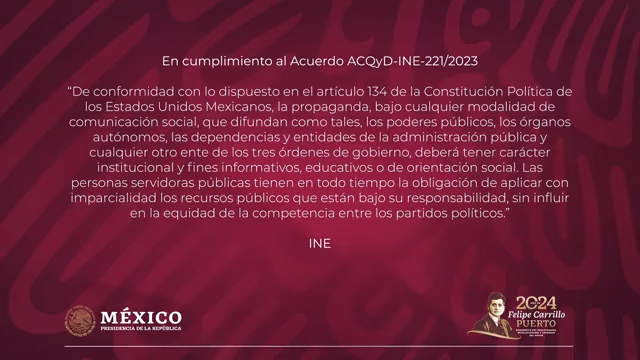 En cumplimiento al Acuerdo ACQyD-INE-221/2023
“De conformidad con lo dispuesto en el artículo 134 de la Constitución Política de
los Estados Unidos Mexicanos, la propaganda, bajo cualquier modalidad de
comunicación social, que difundan como tales, los poderes públicos, los órganos
autónomos, las dependencias y entidades de la administración pública y
cualquier otro ente de los tres órdenes de gobierno, deberá tener carácter
institucional y fines informativos, educativos o de orientación social. Las
personas servidoras públicas tienen en todo tiempo la obligación de aplicar con
imparcialidad los recursos públicos que están bajo su responsabilidad, sin influir
en la equidad de la competencia entre los partidos políticos.”
INE
MÉXICO
PRESIDENCIA DE LA REPÚBLICA
2024
Felipe Carrillo
PUERTO